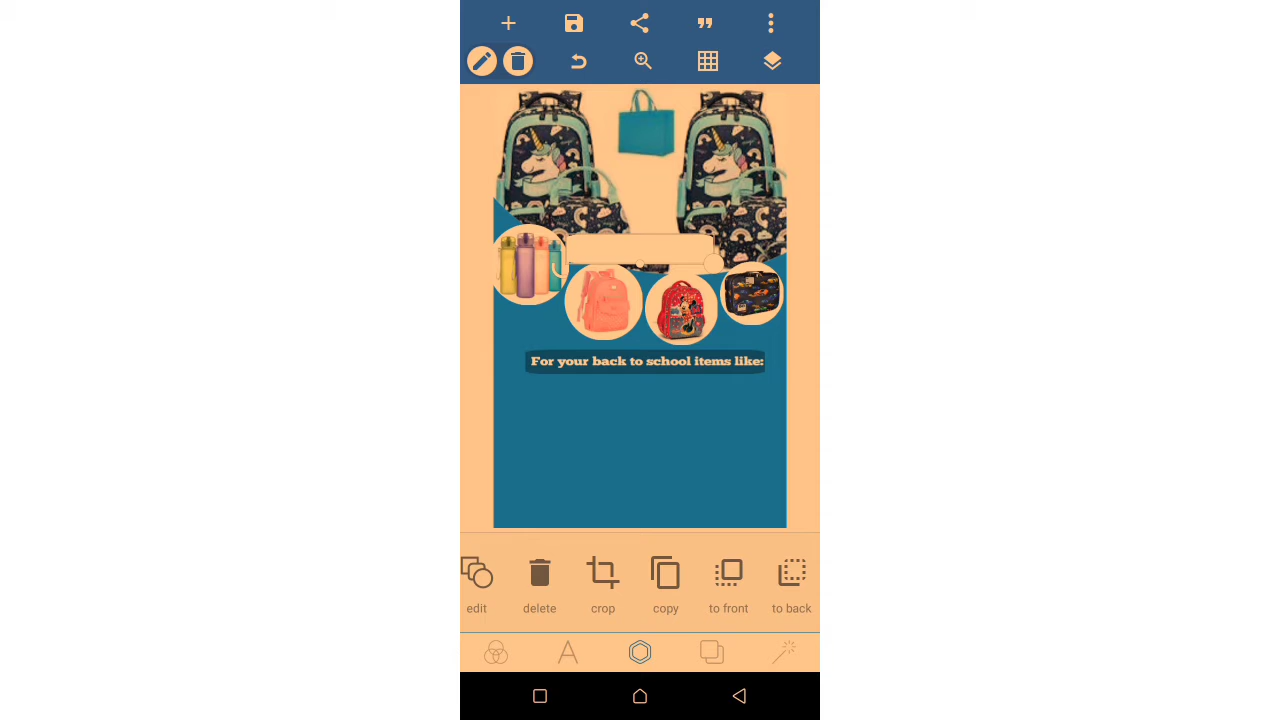 For your back to school items like:
edit
delete
crop
copy
to front
to back